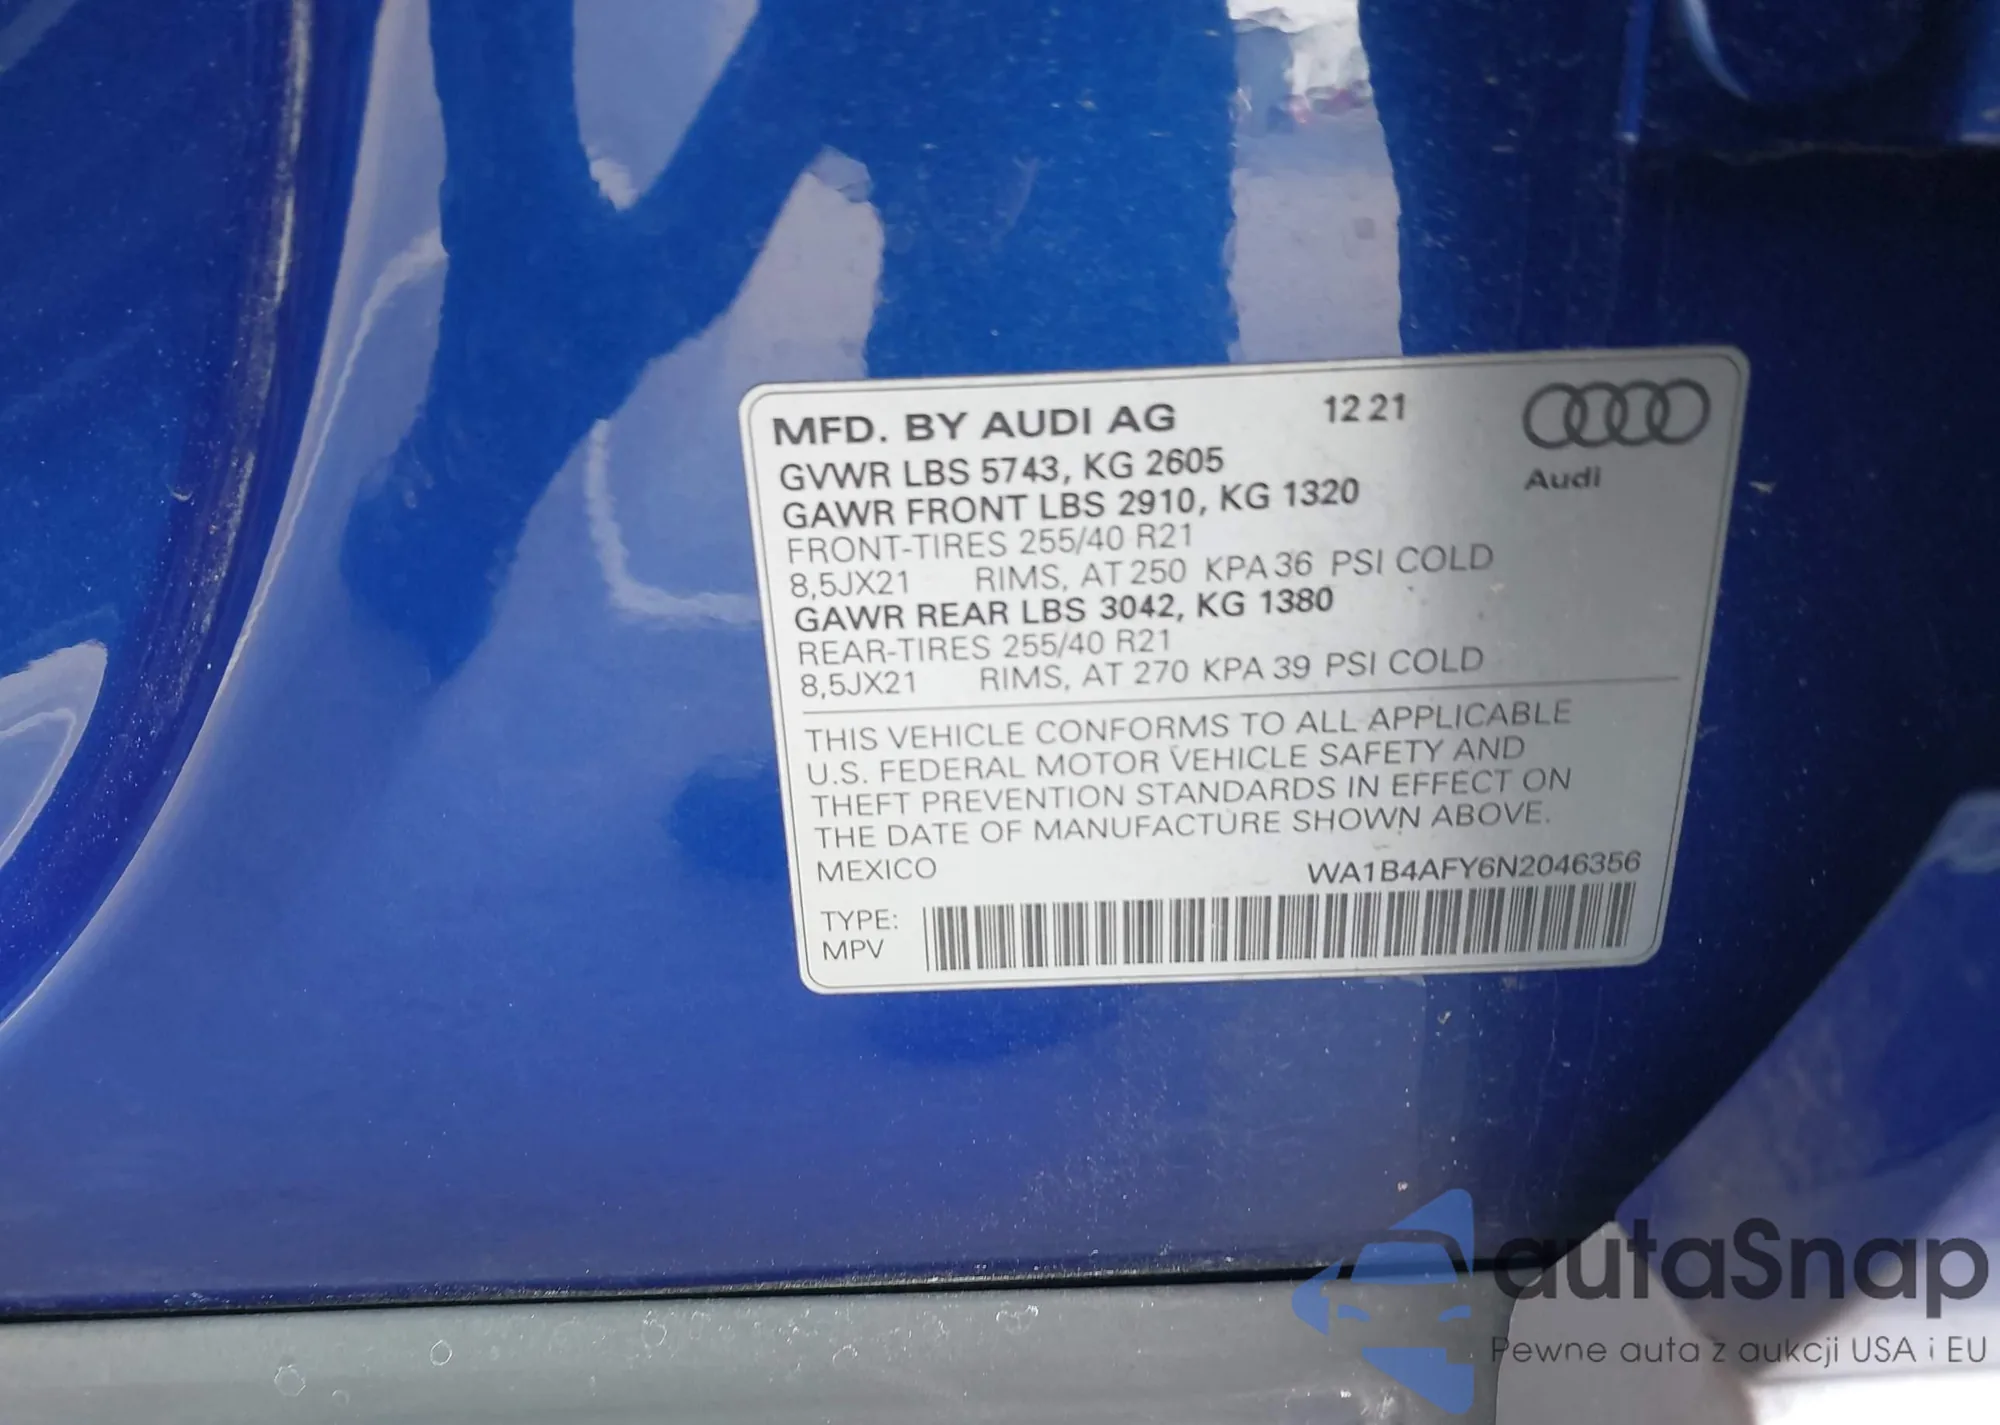 MFD. BY AUDI AG 12 21
Audi
GVWR LBS 5743, KG 2605
GAWR FRONT LBS 2910, KG 1320
FRONT-TIRES 255/40 R21
8,5JX21 RIMS, AT 250 KPA 36 PSI COLD
GAWR REAR LBS 3042, KG 1380
REAR-TIRES 255/40 R21
8,5JX21 RIMS, AT 270 KPA 39 PSI COLD
THIS VEHICLE CONFORMS TO ALL APPLICABLE
U.S. FEDERAL MOTOR VEHICLE SAFETY AND
THEFT PREVENTION STANDARDS IN EFFECT ON
THE DATE OF MANUFACTURE SHOWN ABOVE.
MEXICO WA1B4AFY6N2046356
TYPE:
MPV
autaSnap
Pewne auta z aukcji USA i EU